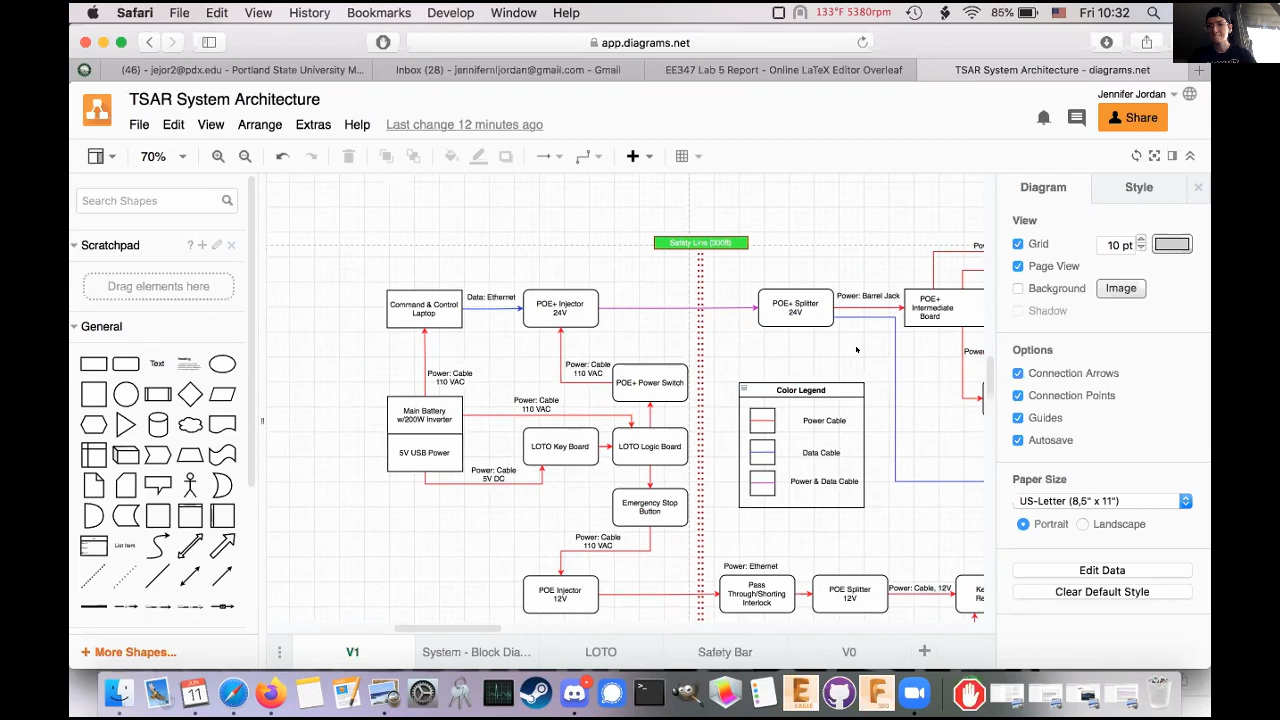 Safari File Edit View History Bookmarks Develop Window Help
133°F 5380rpm 85% Fri 10:32
app.diagrams.net
(46) - jejor2@pdx.edu - Portland State University M...
Inbox (28) - jennifernljordan@gmail.com - Gmail
EE347 Lab 5 Report - Online LaTeX Editor Overleaf
TSAR System Architecture - diagrams.net
TSAR System Architecture
Jennifer Jordan
File Edit View Arrange Extras Help Last change 12 minutes ago
Share
70%
Search Shapes
Scratchpad
?
Drag elements here
General
Text
Heading
List Item
More Shapes...
Safety Line (300ft)
Command & Control
Laptop
Data: Ethernet
POE+ Injector
24V
POE+ Splitter
24V
Power: Barrel Jack
POE+
Intermediate
Board
Power: Cable
110 VAC
Power: Cable
110 VAC
POE+ Power Switch
Main Battery
w/200W Inverter
5V USB Power
Power: Cable
110 VAC
LOTO Key Board
LOTO Logic Board
Power: Cable
5V DC
Emergency Stop
Button
Power: Cable
110 VAC
POE Injector
12V
Color Legend
Power Cable
Data Cable
Power & Data Cable
Power: Ethernet
Pass
Through/Shorting
Interlock
POE Splitter
12V
Power: Cable, 12V
V1
System - Block Dia...
LOTO
Safety Bar
V0
Diagram
Style
View
Grid
10 pt
Page View
Background
Image
Shadow
Options
Connection Arrows
Connection Points
Guides
Autosave
Paper Size
US-Letter (8,5" x 11")
Portrait
Landscape
Edit Data
Clear Default Style
JUN
11
EAGLE